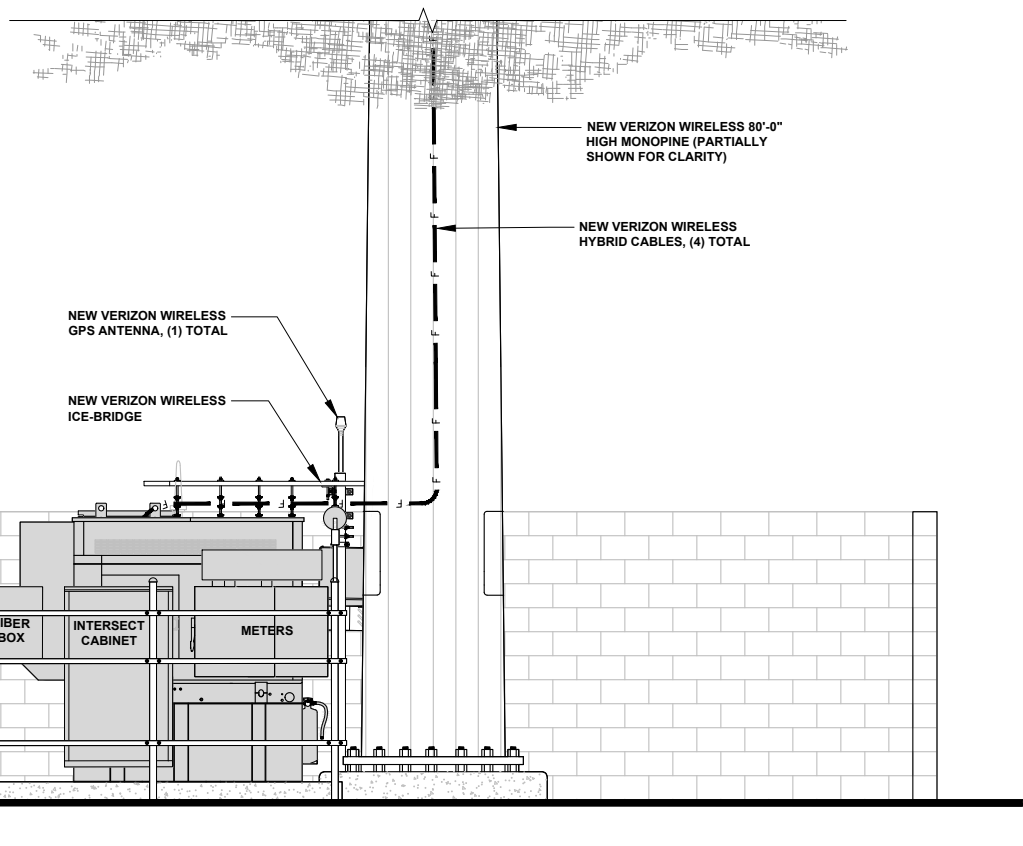 NEW VERIZON WIRELESS 80'-0"
HIGH MONOPINE (PARTIALLY
SHOWN FOR CLARITY)
NEW VERIZON WIRELESS
HYBRID CABLES, (4) TOTAL
NEW VERIZON WIRELESS
GPS ANTENNA, (1) TOTAL
NEW VERIZON WIRELESS
ICE-BRIDGE
IBER
BOX
INTERSECT
CABINET
METERS